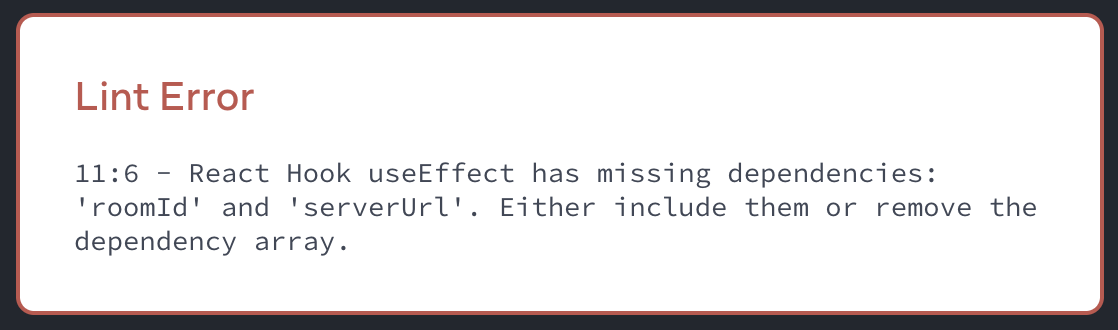 Lint Error
11:6 - React Hook useEffect has missing dependencies:
'roomId' and 'serverUrl'. Either include them or remove the
dependency array.